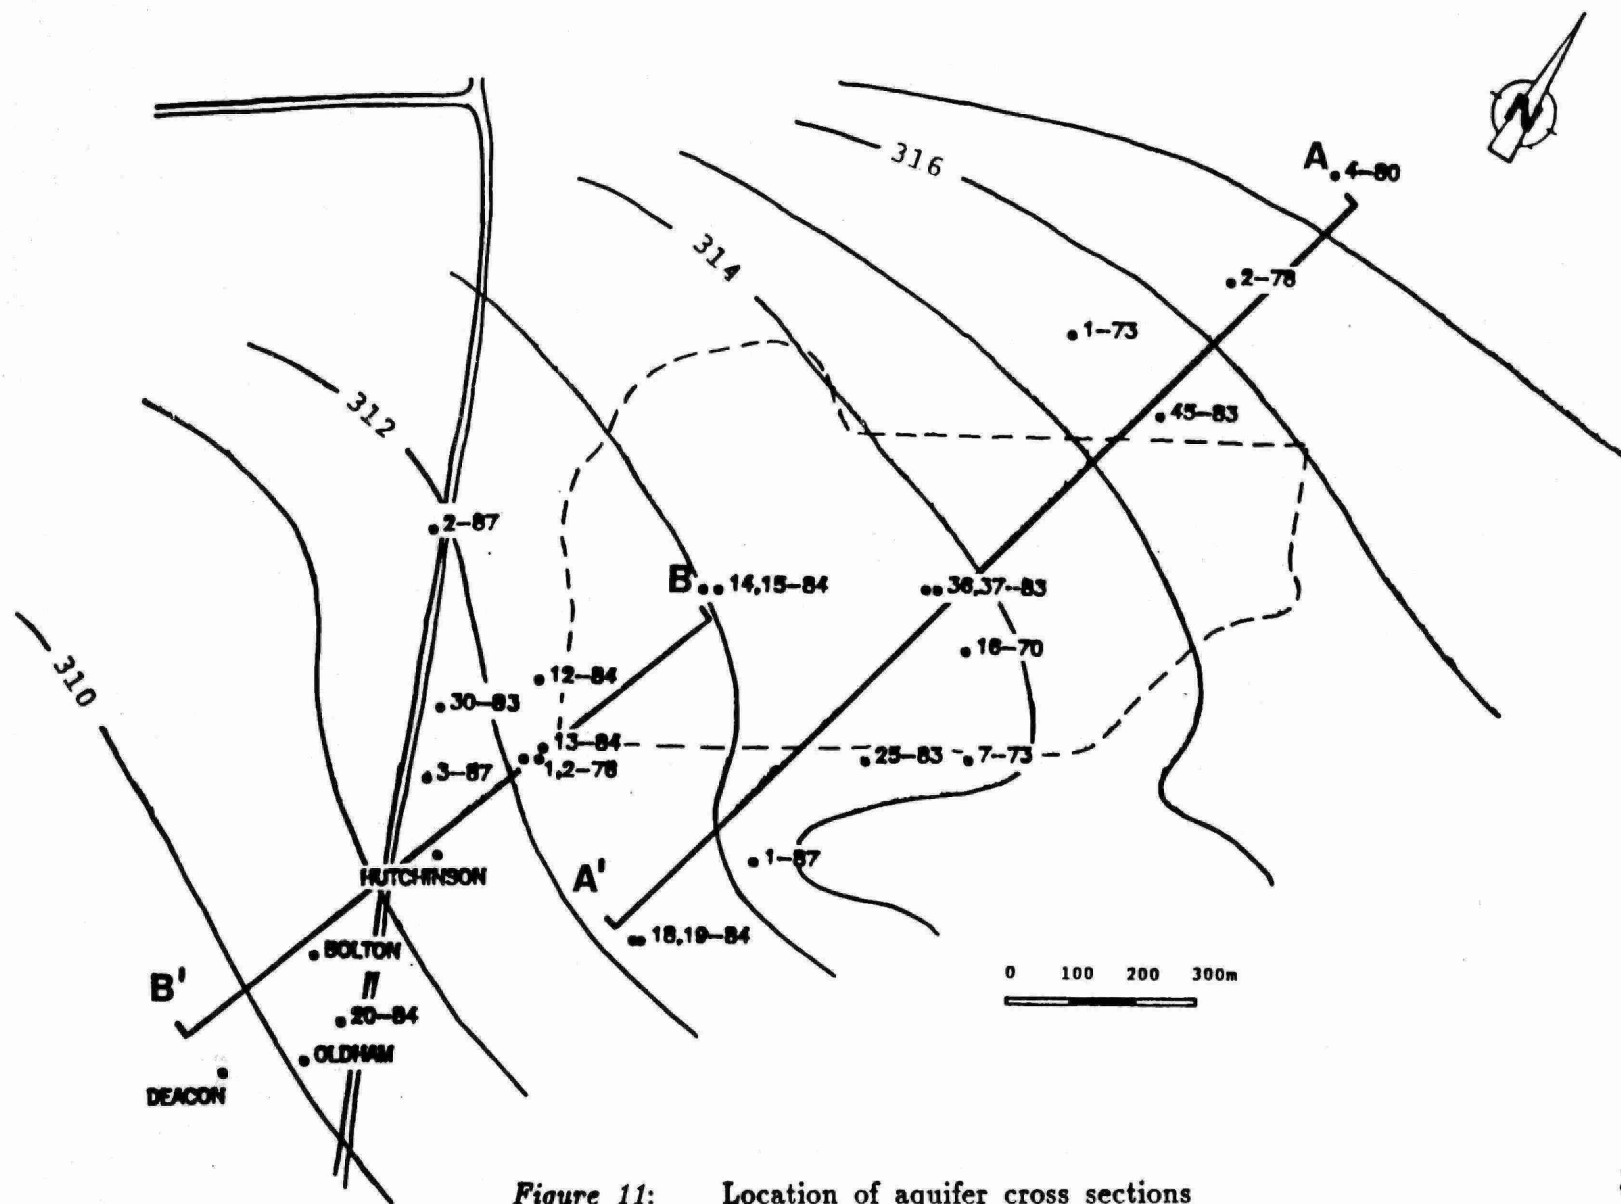 N
316
A
4-80
314
2-78
1-73
312
45-83
2-87
B
14,15-84
36,37-83
16-70
310
12-84
30-83
13-84
25-83
7-73
3-87
1,2-78
1-87
HUTCHINSON
A'
18,19-84
BOLTON
0 100 200 300m
B'
20-84
OLDHAM
DEACON
Figure 11: Location of aquifer cross sections